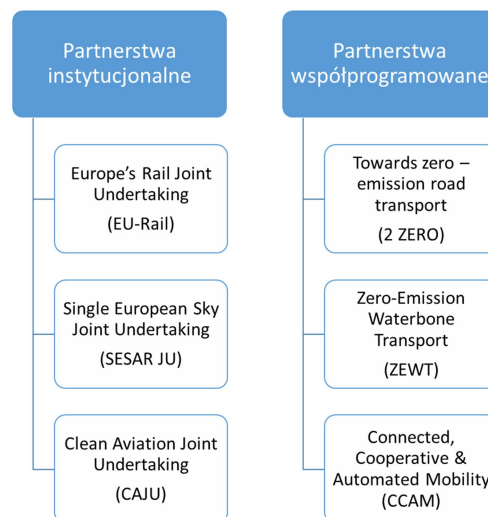 Partnerstwa
instytucjonalne
Europe's Rail Joint
Undertaking
(EU-Rail)
Single European Sky
Joint Undertaking
(SESAR JU)
Clean Aviation Joint
Undertaking
(CAJU)
Partnerstwa
współprogramowane
Towards zero –
emission road
transport
(2 ZERO)
Zero-Emission
Waterbone
Transport
(ZEWT)
Connected,
Cooperative &
Automated Mobility
(CCAM)